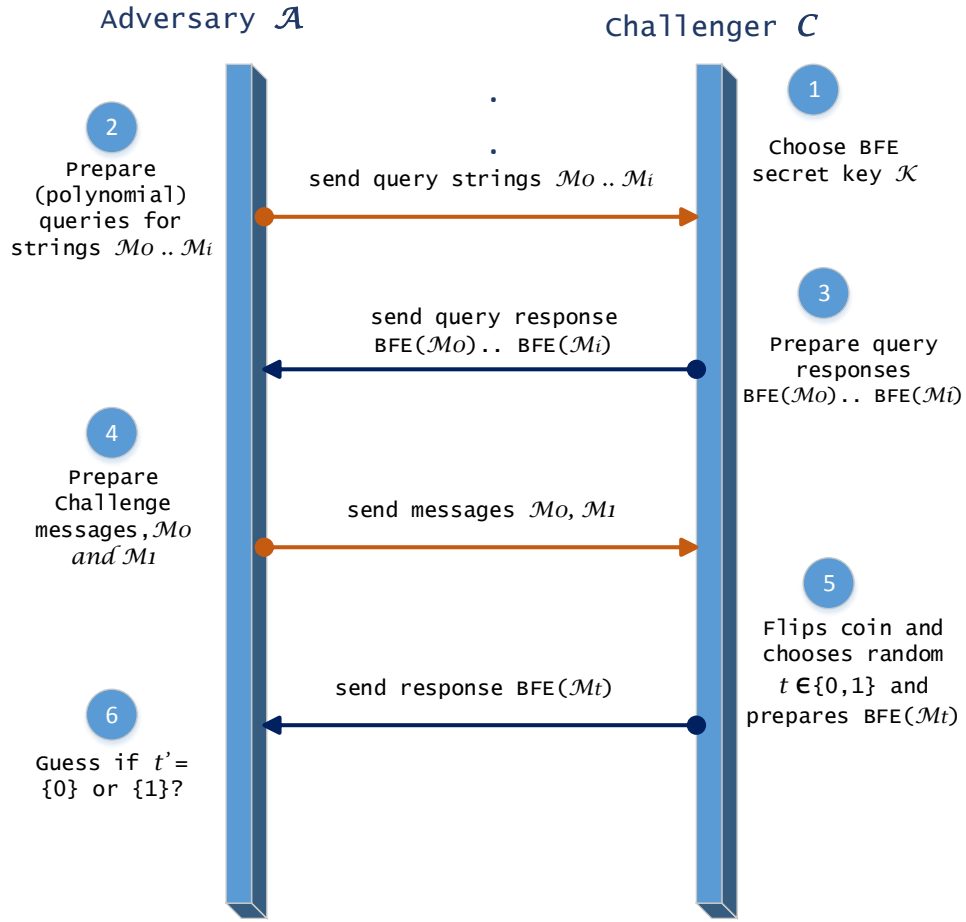 Adversary 𝒜
Challenger C
1
Choose BFE
secret key 𝒦
2
Prepare
(polynomial)
queries for
strings M0 .. Mi
.
.
send query strings M0 .. Mi
3
Prepare query
responses
BFE(M0).. BFE(Mi)
send query response
BFE(M0).. BFE(Mi)
4
Prepare
Challenge
messages,M0
and M1
send messages M0, M1
5
Flips coin and
chooses random
t ∈{0,1} and
prepares BFE(Mt)
send response BFE(Mt)
6
Guess if t’=
{0} or {1}?